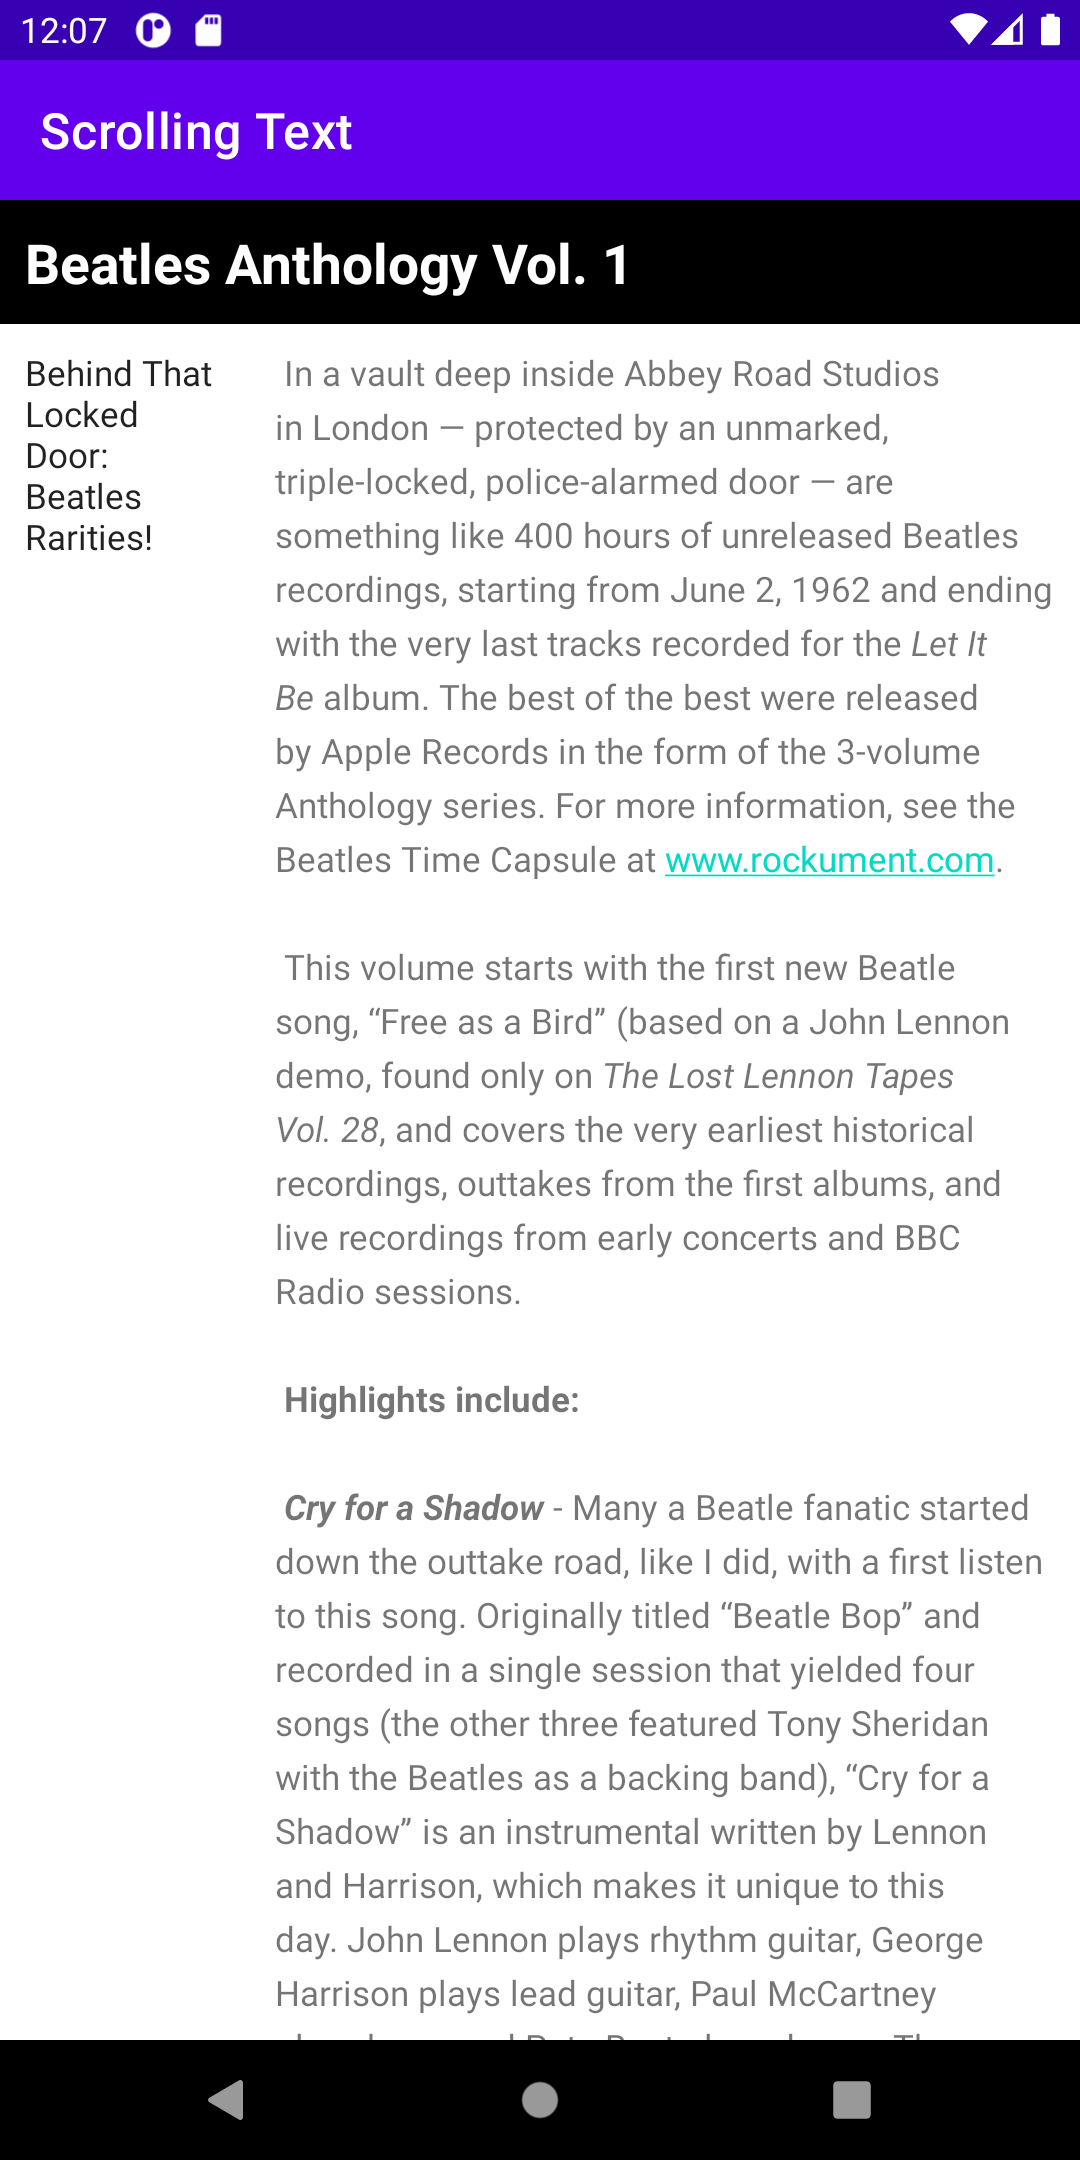 12:07
Scrolling Text
Beatles Anthology Vol. 1
Behind That
Locked
Door:
Beatles
Rarities!
In a vault deep inside Abbey Road Studios
in London — protected by an unmarked,
triple-locked, police-alarmed door — are
something like 400 hours of unreleased Beatles
recordings, starting from June 2, 1962 and ending
with the very last tracks recorded for the Let It
Be album. The best of the best were released
by Apple Records in the form of the 3-volume
Anthology series. For more information, see the
Beatles Time Capsule at www.rockument.com.
This volume starts with the first new Beatle
song, “Free as a Bird” (based on a John Lennon
demo, found only on The Lost Lennon Tapes
Vol. 28, and covers the very earliest historical
recordings, outtakes from the first albums, and
live recordings from early concerts and BBC
Radio sessions.
Highlights include:
Cry for a Shadow - Many a Beatle fanatic started
down the outtake road, like I did, with a first listen
to this song. Originally titled “Beatle Bop” and
recorded in a single session that yielded four
songs (the other three featured Tony Sheridan
with the Beatles as a backing band), “Cry for a
Shadow” is an instrumental written by Lennon
and Harrison, which makes it unique to this
day. John Lennon plays rhythm guitar, George
Harrison plays lead guitar, Paul McCartney